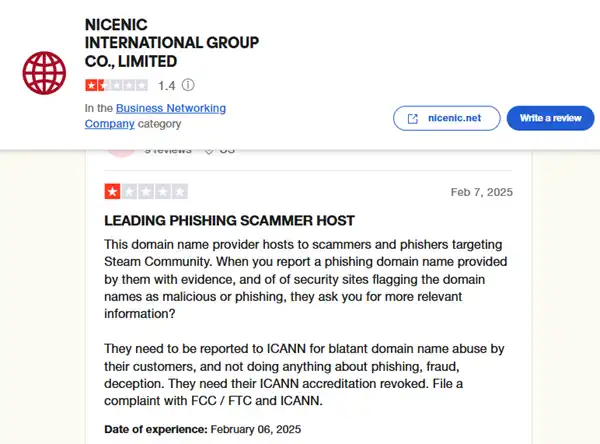 NICENIC
INTERNATIONAL GROUP
CO., LIMITED
1.4
In the Business Networking
Company category
nicenic.net
Write a review
9 reviews
US
Feb 7, 2025
LEADING PHISHING SCAMMER HOST
This domain name provider hosts to scammers and phishers targeting
Steam Community. When you report a phishing domain name provided
by them with evidence, and of of security sites flagging the domain
names as malicious or phishing, they ask you for more relevant
information?
They need to be reported to ICANN for blatant domain name abuse by
their customers, and not doing anything about phishing, fraud,
deception. They need their ICANN accreditation revoked. File a
complaint with FCC / FTC and ICANN.
Date of experience: February 06, 2025